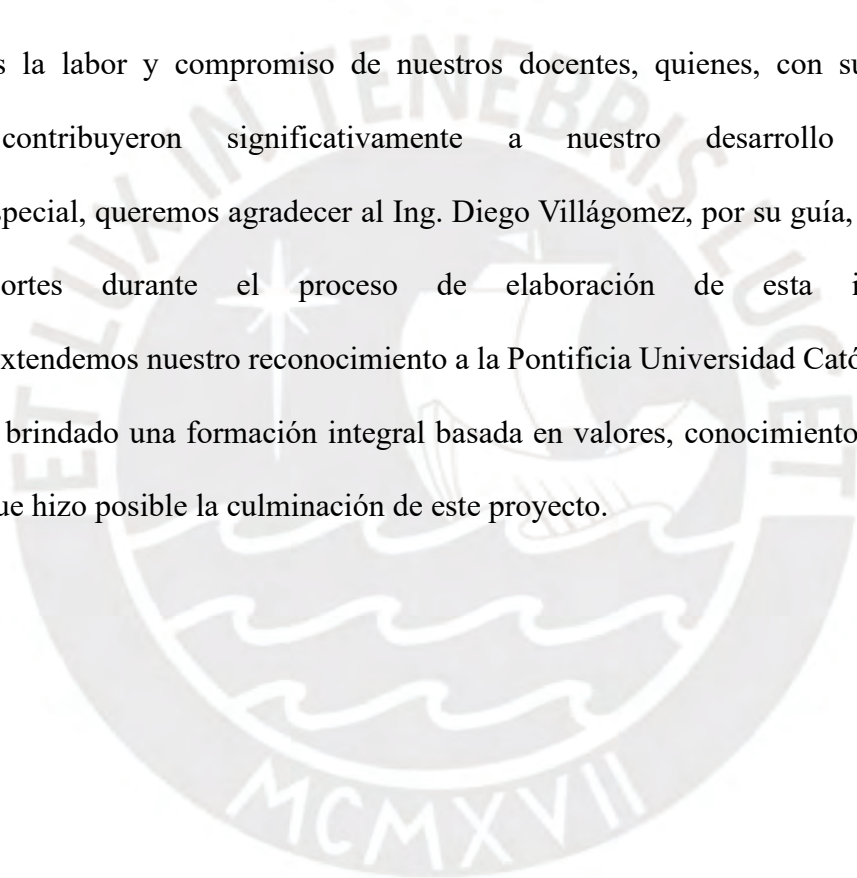 ET LUX IN TENEBRIS LUCET
s la labor y compromiso de nuestros docentes, quienes, con su
contribuyeron significativamente a nuestro desarrollo
special, queremos agradecer al Ing. Diego Villágomez, por su guía,
ortes durante el proceso de elaboración de esta i
xtendemos nuestro reconocimiento a la Pontificia Universidad Cató
brindado una formación integral basada en valores, conocimiento
ue hizo posible la culminación de este proyecto.
MCMXVII